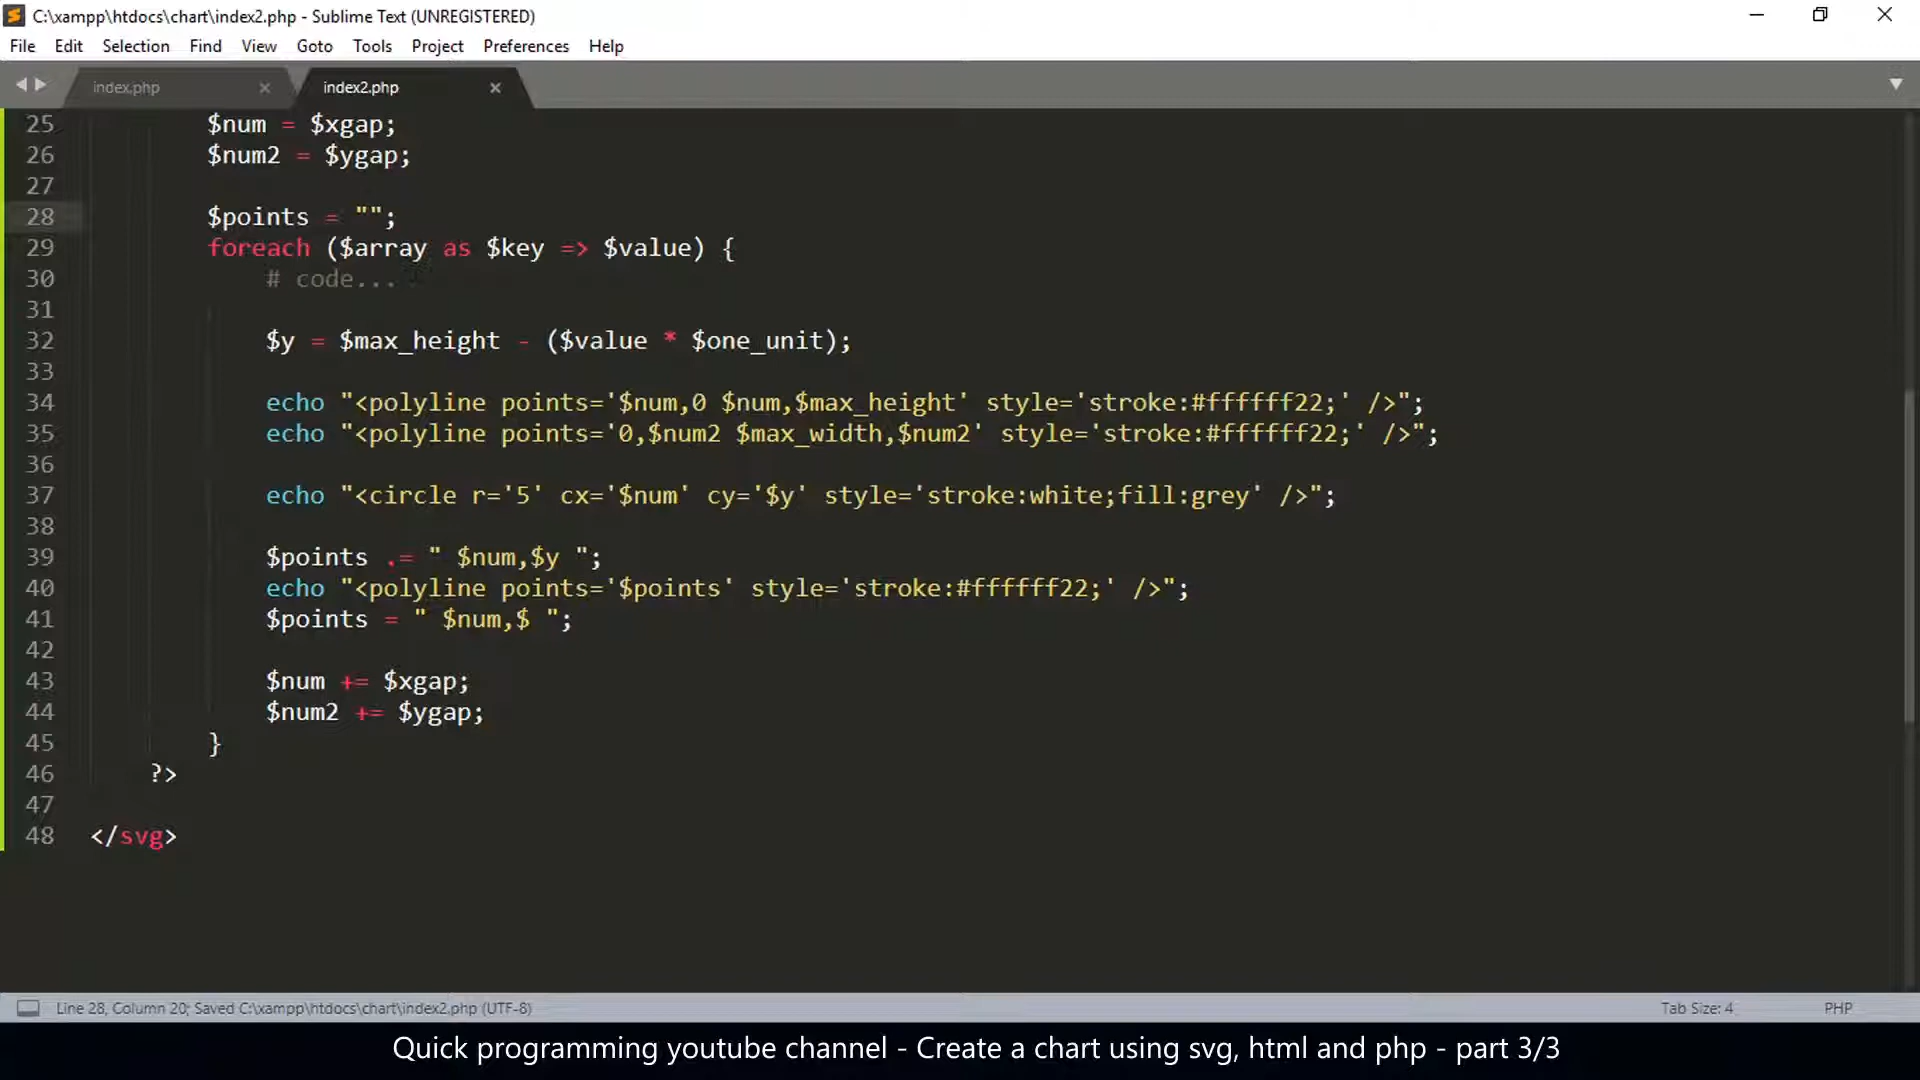 C:\xampp\htdocs\chart\index2.php - Sublime Text (UNREGISTERED)
File Edit Selection Find View Goto Tools Project Preferences Help
index.php index2.php
25 $num = $xgap;
26 $num2 = $ygap;
27
28 $points = "";
29 foreach ($array as $key => $value) {
30 # code...
31
32 $y = $max_height - ($value * $one_unit);
33
34 echo "<polyline points='$num,0 $num,$max_height' style='stroke:#ffffff22;' />";
35 echo "<polyline points='0,$num2 $max_width,$num2' style='stroke:#ffffff22;' />";
36
37 echo "<circle r='5' cx='$num' cy='$y' style='stroke:white;fill:grey' />";
38
39 $points .= " $num,$y ";
40 echo "<polyline points='$points' style='stroke:#ffffff22;' />";
41 $points = " $num,$ ";
42
43 $num += $xgap;
44 $num2 += $ygap;
45 }
46 ?>
47
48 </svg>
Line 28, Column 20; Saved C:\xampp\htdocs\chart\index2.php (UTF-8) Tab Size: 4 PHP
Quick programming youtube channel - Create a chart using svg, html and php - part 3/3